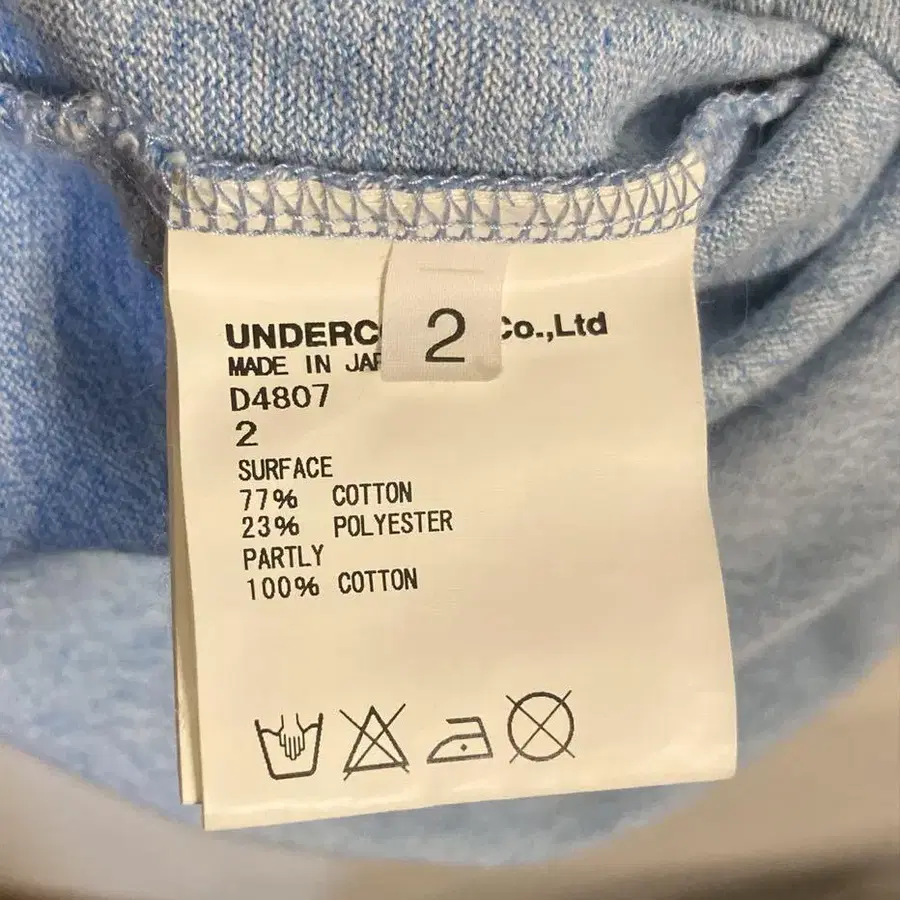 UNDERC
2
Co.,Ltd
MADE IN JAP
D4807
2
SURFACE
77% COTTON
23% POLYESTER
PARTLY
100% COTTON